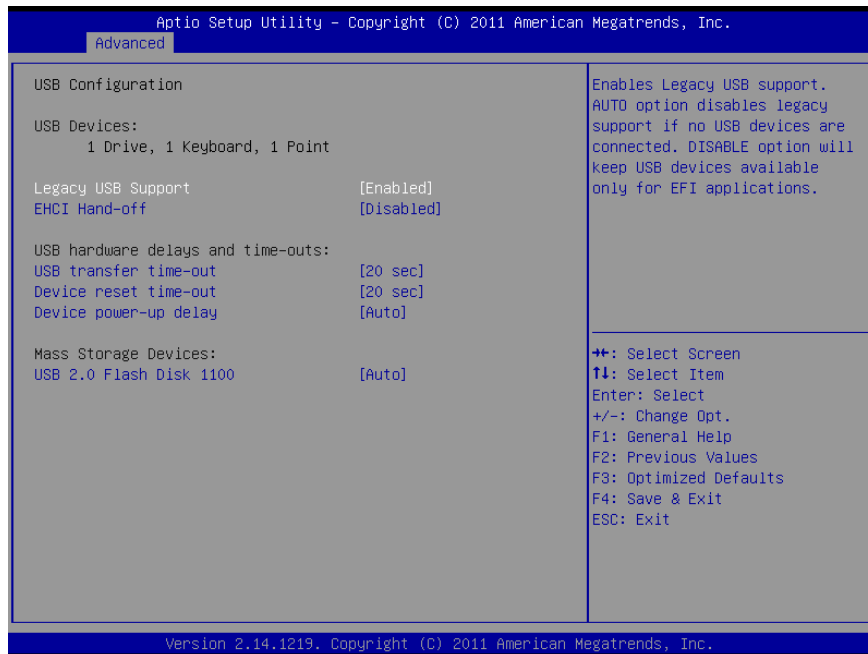 Aptio Setup Utility – Copyright (C) 2011 American Megatrends, Inc.
Advanced
USB Configuration
USB Devices:
1 Drive, 1 Keyboard, 1 Point
Legacy USB Support [Enabled]
EHCI Hand-off [Disabled]
USB hardware delays and time-outs:
USB transfer time-out [20 sec]
Device reset time-out [20 sec]
Device power-up delay [Auto]
Mass Storage Devices:
USB 2.0 Flash Disk 1100 [Auto]
Enables Legacy USB support.
AUTO option disables legacy
support if no USB devices are
connected. DISABLE option will
keep USB devices available
only for EFI applications.
→←: Select Screen
↑↓: Select Item
Enter: Select
+/-: Change Opt.
F1: General Help
F2: Previous Values
F3: Optimized Defaults
F4: Save & Exit
ESC: Exit
Version 2.14.1219. Copyright (C) 2011 American Megatrends, Inc.